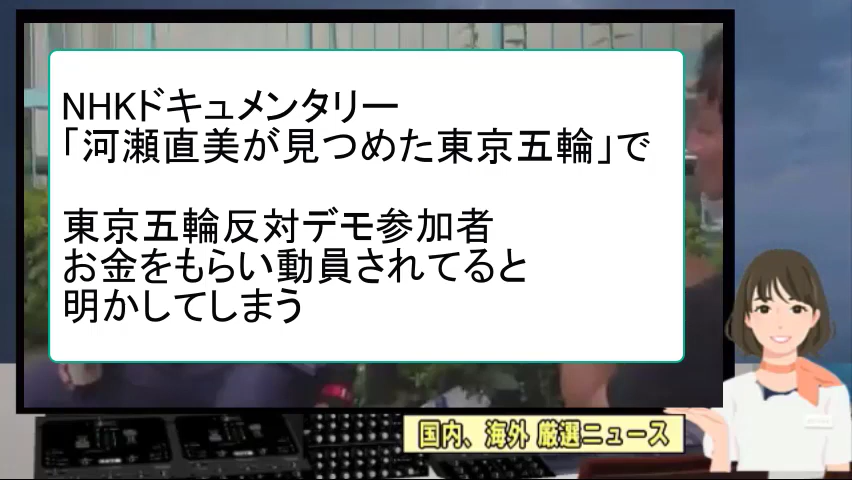 NHKドキュメンタリー
「河瀬直美が見つめた東京五輪」で
東京五輪反対デモ参加者
お金をもらい動員されてると
明かしてしまう
国内、海外 厳選ニュース